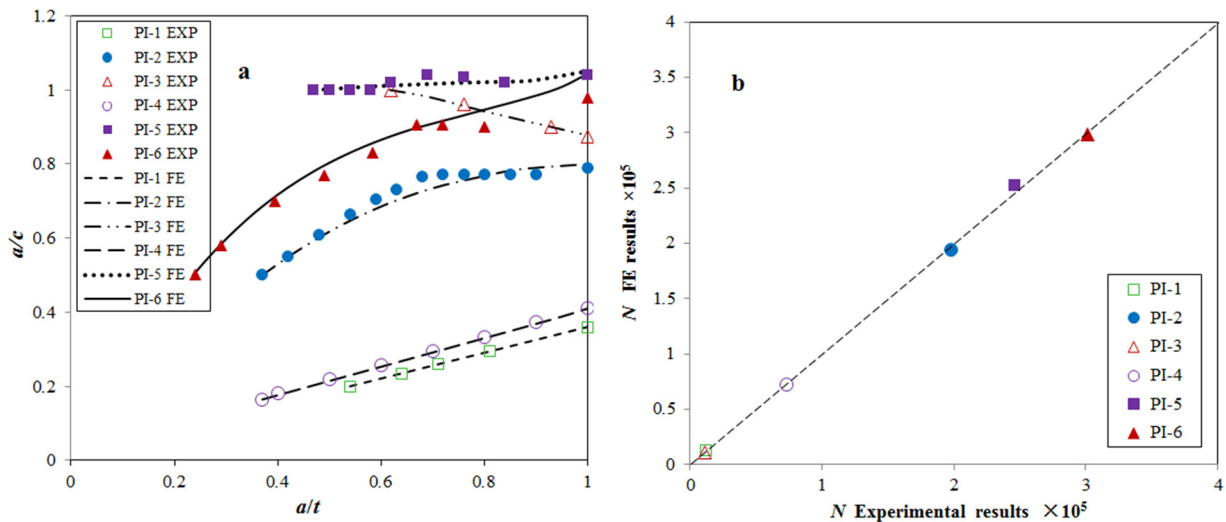 1.2
1
0.8
0.6
0.4
0.2
0
a/c
PI-1 EXP
PI-2 EXP
PI-3 EXP
PI-4 EXP
PI-5 EXP
PI-6 EXP
PI-1 FE
PI-2 FE
PI-3 FE
PI-4 FE
PI-5 FE
PI-6 FE
a
0 0.2 0.4 0.6 0.8 1
a/t
4
3.5
3
2.5
2
1.5
1
0.5
0
N FE results ×10⁵
b
PI-1
PI-2
PI-3
PI-4
PI-5
PI-6
0 1 2 3 4
N Experimental results ×10⁵